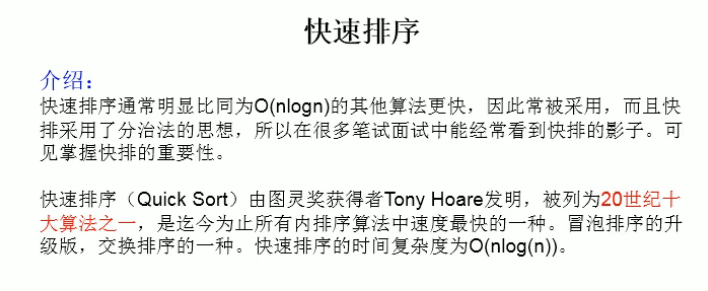 快速排序
介绍：
快速排序通常明显比同为O(nlogn)的其他算法更快，因此常被采用，而且快
排采用了分治法的思想，所以在很多笔试面试中能经常看到快排的影子。可
见掌握快排的重要性。
快速排序（Quick Sort）由图灵奖获得者Tony Hoare发明，被列为20世纪十
大算法之一，是迄今为止所有内排序算法中速度最快的一种。冒泡排序的升
级版，交换排序的一种。快速排序的时间复杂度为O(nlog(n))。